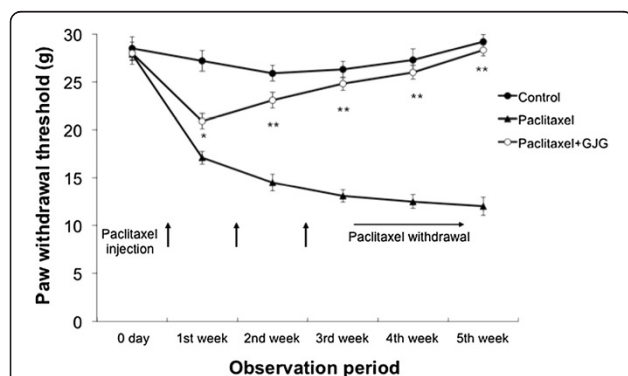 Paw withdrawal threshold (g)
30
25
20
15
10
5
0
*
**
**
**
**
Control
Paclitaxel
Paclitaxel+GJG
Paclitaxel
injection
Paclitaxel withdrawal
0 day
1st week
2nd week
3rd week
4th week
5th week
Observation period